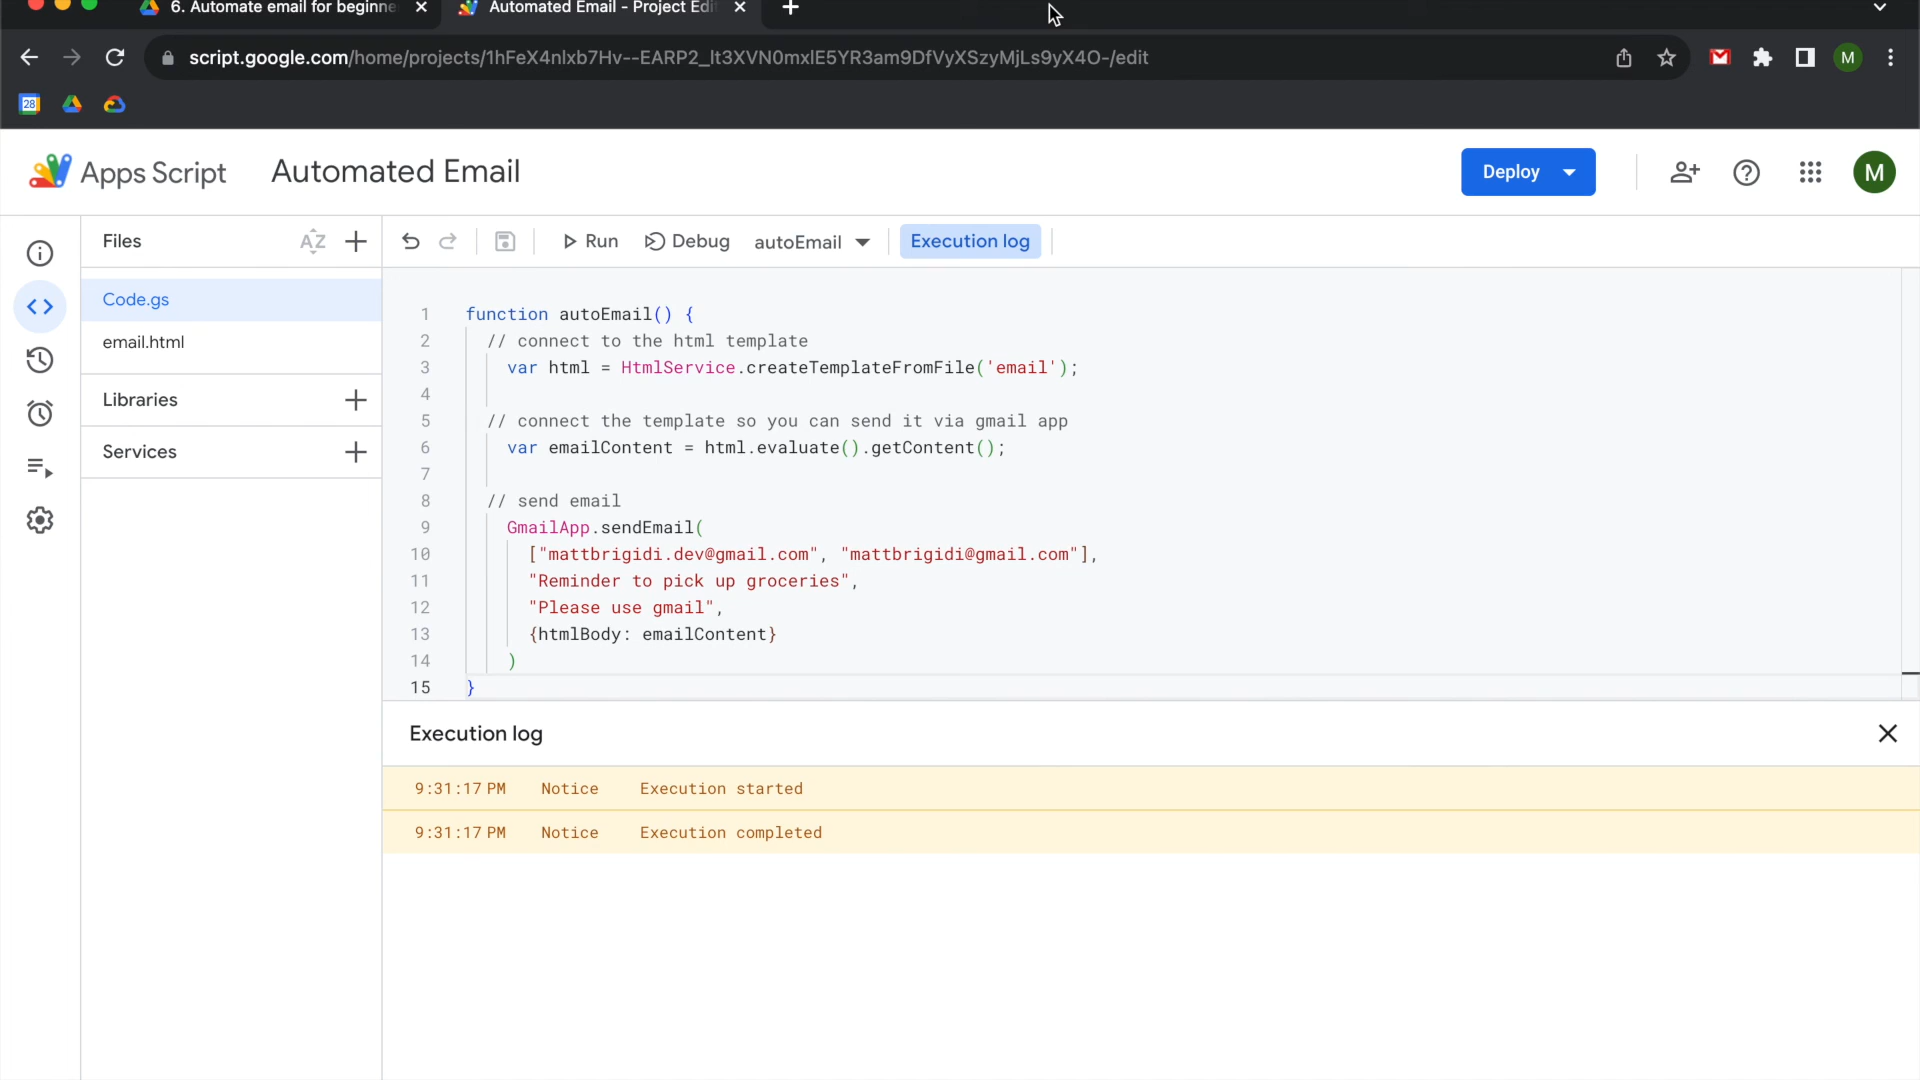 6. Automate email for beginne
Automated Email - Project Edi
script.google.com/home/projects/1hFeX4nlxb7Hv--EARP2_lt3XVN0mxlE5YR3am9DfVyXSzyMjLs9yX4O-/edit
M
28
Apps Script
Automated Email
Deploy
M
Files
AZ
Run
Debug
autoEmail
Execution log
Code.gs
email.html
Libraries
Services
1 function autoEmail() {
2 // connect to the html template
3 var html = HtmlService.createTemplateFromFile('email');
4
5 // connect the template so you can send it via gmail app
6 var emailContent = html.evaluate().getContent();
7
8 // send email
9 GmailApp.sendEmail(
10 ["mattbrigidi.dev@gmail.com", "mattbrigidi@gmail.com"],
11 "Reminder to pick up groceries",
12 "Please use gmail",
13 {htmlBody: emailContent}
14 )
15 }
Execution log
9:31:17 PM Notice Execution started
9:31:17 PM Notice Execution completed